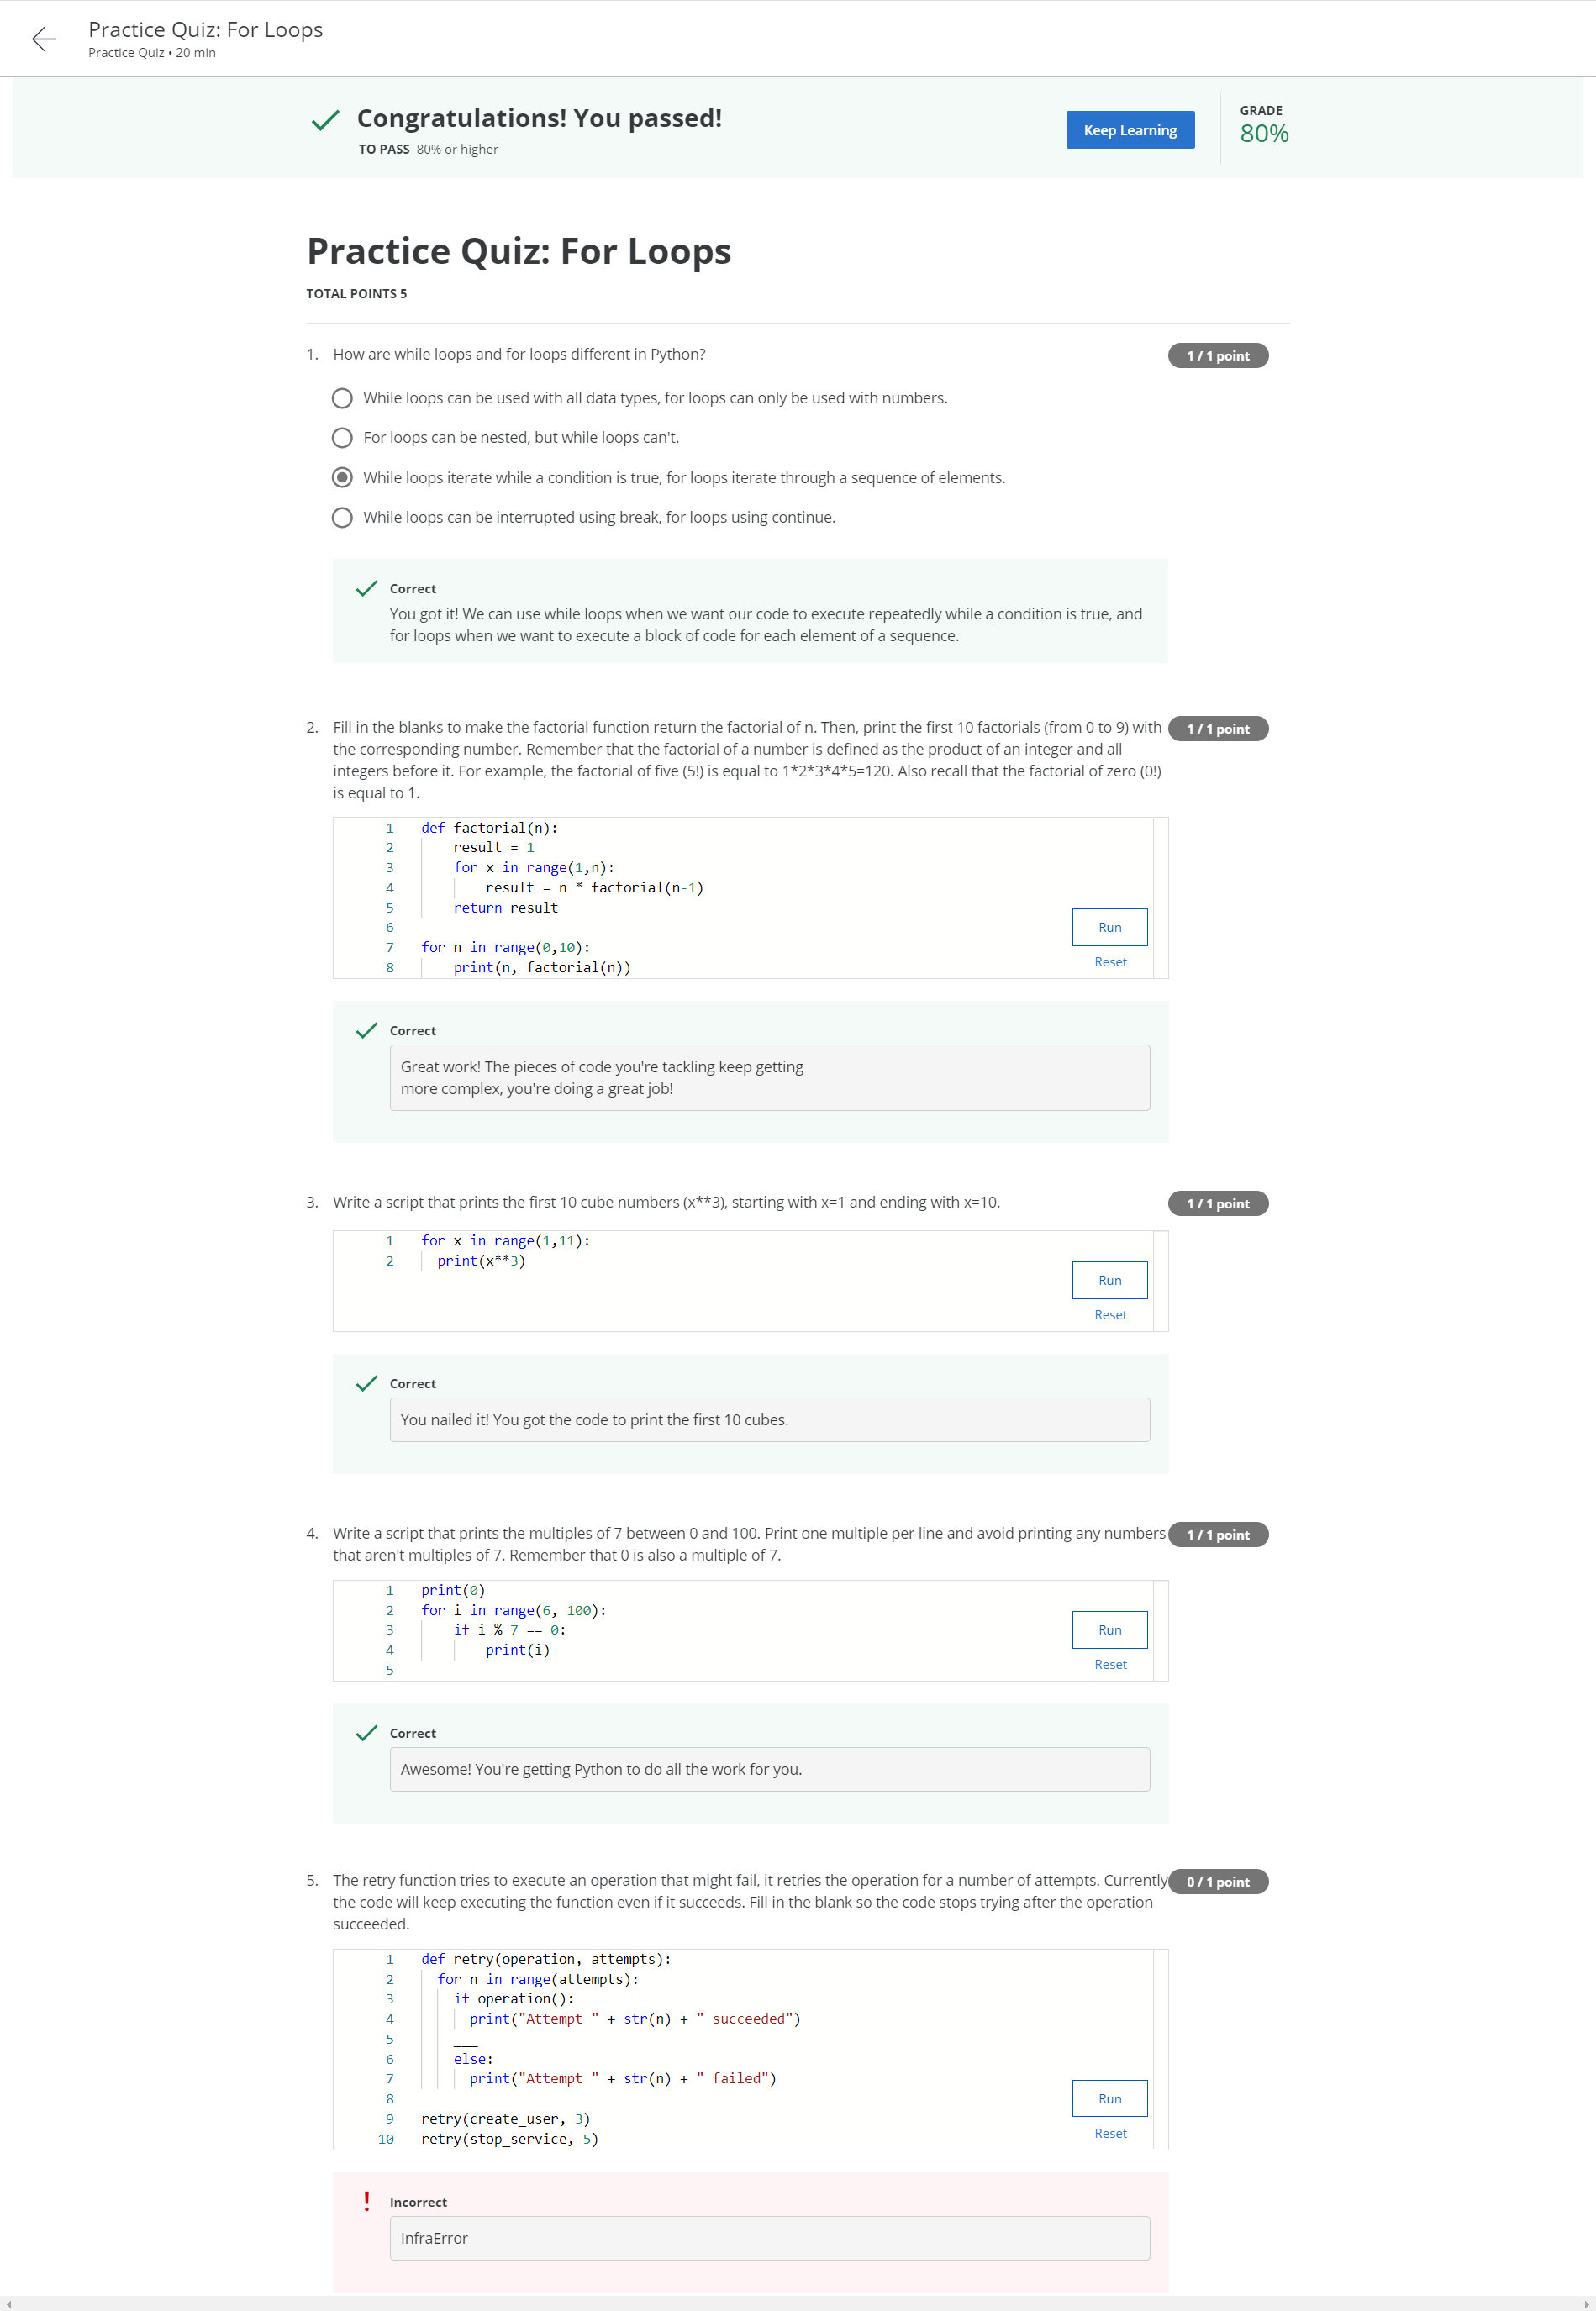 Practice Quiz: For Loops
Practice Quiz • 20 min
Congratulations! You passed!
TO PASS 80% or higher
Keep Learning
GRADE
80%
Practice Quiz: For Loops
TOTAL POINTS 5
1. How are while loops and for loops different in Python?
1 / 1 point
While loops can be used with all data types, for loops can only be used with numbers.
For loops can be nested, but while loops can't.
While loops iterate while a condition is true, for loops iterate through a sequence of elements.
While loops can be interrupted using break, for loops using continue.
Correct
You got it! We can use while loops when we want our code to execute repeatedly while a condition is true, and
for loops when we want to execute a block of code for each element of a sequence.
2. Fill in the blanks to make the factorial function return the factorial of n. Then, print the first 10 factorials (from 0 to 9) with
1 / 1 point
the corresponding number. Remember that the factorial of a number is defined as the product of an integer and all
integers before it. For example, the factorial of five (5!) is equal to 1*2*3*4*5=120. Also recall that the factorial of zero (0!)
is equal to 1.
1 def factorial(n):
2 result = 1
3 for x in range(1,n):
4 result = n * factorial(n-1)
5 return result
6
7 for n in range(0,10):
8 print(n, factorial(n))
Run
Reset
Correct
Great work! The pieces of code you're tackling keep getting
more complex, you're doing a great job!
3. Write a script that prints the first 10 cube numbers (x**3), starting with x=1 and ending with x=10.
1 / 1 point
1 for x in range(1,11):
2 print(x**3)
Run
Reset
Correct
You nailed it! You got the code to print the first 10 cubes.
4. Write a script that prints the multiples of 7 between 0 and 100. Print one multiple per line and avoid printing any numbers
1 / 1 point
that aren't multiples of 7. Remember that 0 is also a multiple of 7.
1 print(0)
2 for i in range(6, 100):
3 if i % 7 == 0:
4 print(i)
5
Run
Reset
Correct
Awesome! You're getting Python to do all the work for you.
5. The retry function tries to execute an operation that might fail, it retries the operation for a number of attempts. Currently
0 / 1 point
the code will keep executing the function even if it succeeds. Fill in the blank so the code stops trying after the operation
succeeded.
1 def retry(operation, attempts):
2 for n in range(attempts):
3 if operation():
4 print("Attempt " + str(n) + " succeeded")
5 ___
6 else:
7 print("Attempt " + str(n) + " failed")
8
9 retry(create_user, 3)
10 retry(stop_service, 5)
Run
Reset
! Incorrect
InfraError